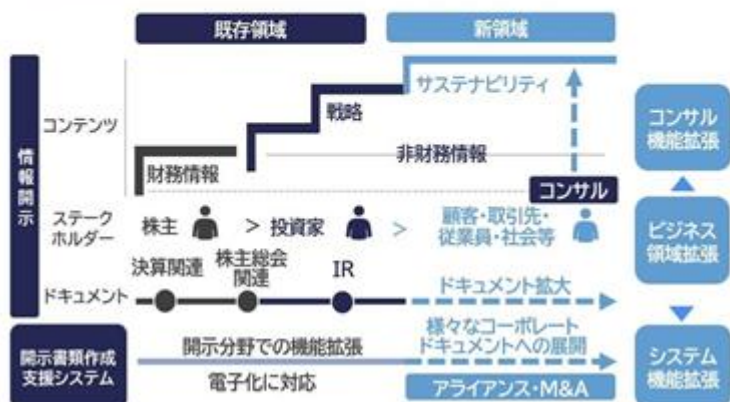 既存領域
新領域
情報開示
コンテンツ
財務情報
戦略
サステナビリティ
非財務情報
コンサル
コンサル
機能拡張
ステーク
ホルダー
株主
>
投資家
>
顧客・取引先・
従業員・社会等
ビジネス
領域拡張
ドキュメント
決算関連
株主総会
関連
IR
ドキュメント拡大
開示書類作成
支援システム
開示分野での機能拡張
電子化に対応
様々なコーポレート
ドキュメントへの展開
アライアンス・M&A
システム
機能拡張